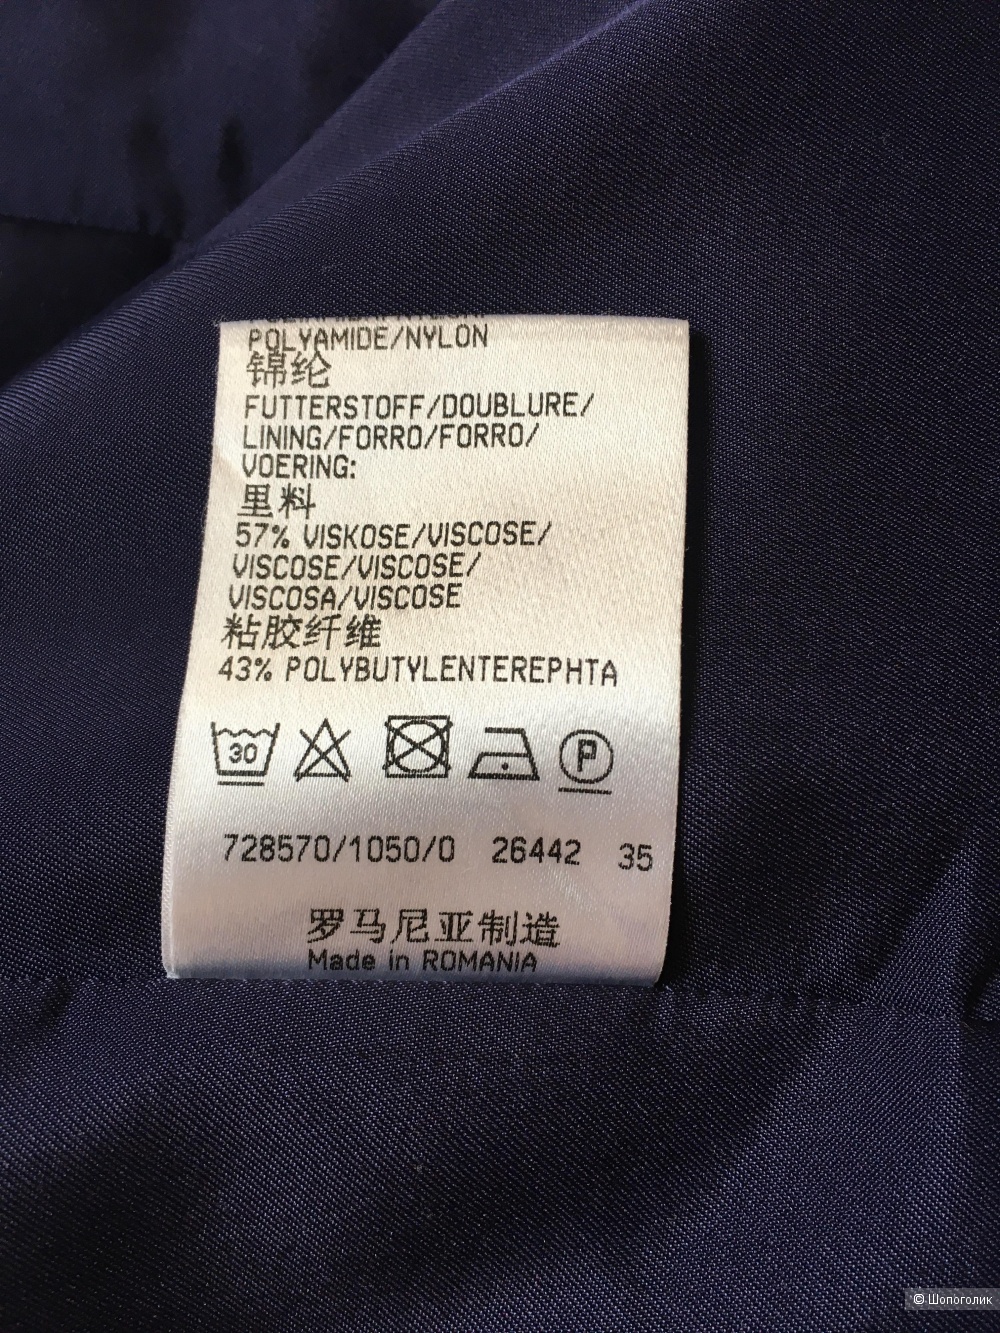 POLYAMIDE/NYLON
锦纶
FUTTERSTOFF/DOUBLURE/
LINING/FORRO/FORRO/
VOERING:
里料
57% VISKOSE/VISCOSE/
VISCOSE/VISCOSE/
VISCOSA/VISCOSE
粘胶纤维
43% POLYBUTYLENTEREPHTA
30 P
728570/1050/0 26442 35
罗马尼亚制造
Made in ROMANIA
© Шопоголик